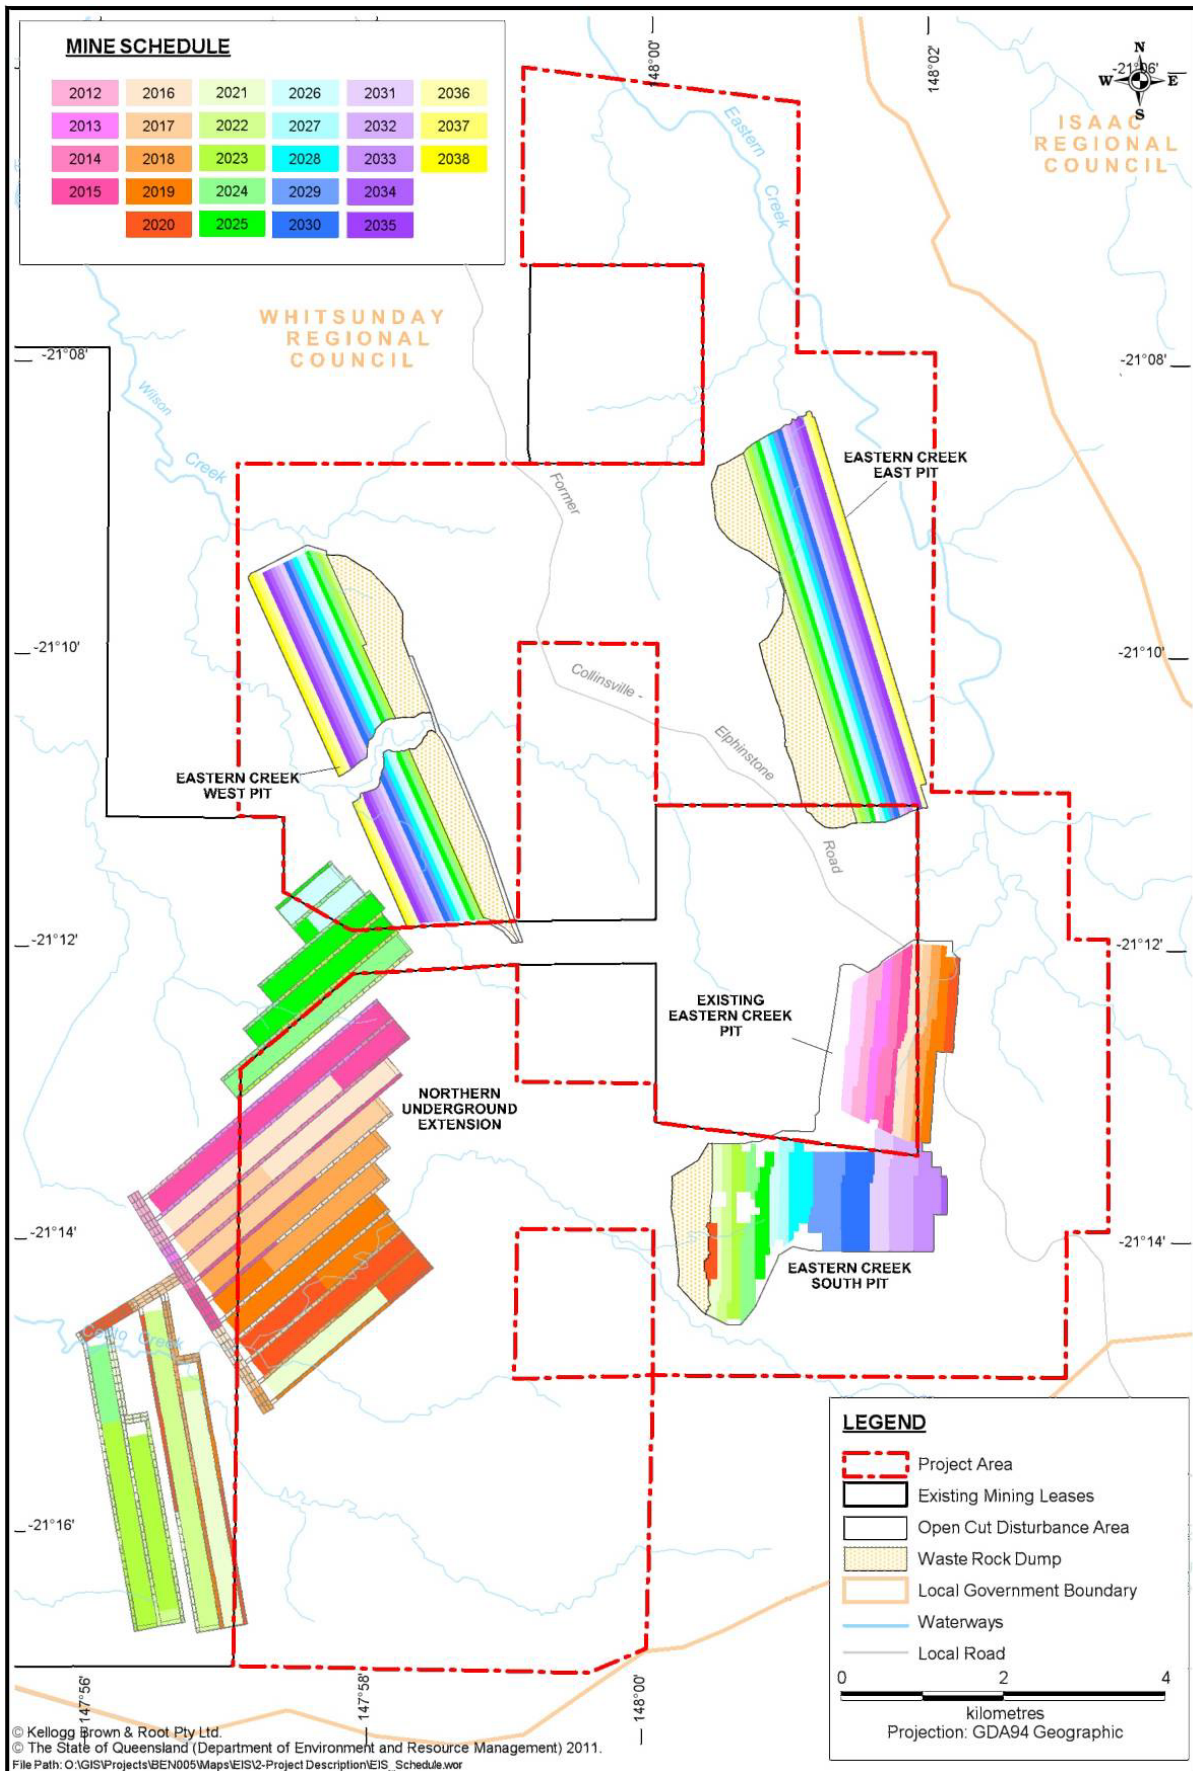 MINE SCHEDULE
2012 2016 2021 2026 2031 2036
2013 2017 2022 2027 2032 2037
2014 2018 2023 2028 2033 2038
2015 2019 2024 2029 2034
2020 2025 2030 2035
148°00'
148°02'
N
W E
S
-21°06'
ISAAC
REGIONAL
COUNCIL
Eastern
Creek
WHITSUNDAY
REGIONAL
COUNCIL
-21°08'
-21°08'
Wilson
Creek
Former
EASTERN CREEK
EAST PIT
-21°10'
-21°10'
Collinsville -
Elphinstone
Road
EASTERN CREEK
WEST PIT
-21°12'
-21°12'
EXISTING
EASTERN CREEK
PIT
NORTHERN
UNDERGROUND
EXTENSION
-21°14'
-21°14'
EASTERN CREEK
SOUTH PIT
Creek
-21°16'
147°56'
147°58'
148°00'
LEGEND
Project Area
Existing Mining Leases
Open Cut Disturbance Area
Waste Rock Dump
Local Government Boundary
Waterways
Local Road
0 2 4
kilometres
Projection: GDA94 Geographic
© Kellogg Brown & Root Pty Ltd.
© The State of Queensland (Department of Environment and Resource Management) 2011.
File Path: O:\GIS\Projects\BEN005\Maps\EIS\2-Project Description\EIS_Schedule.wor